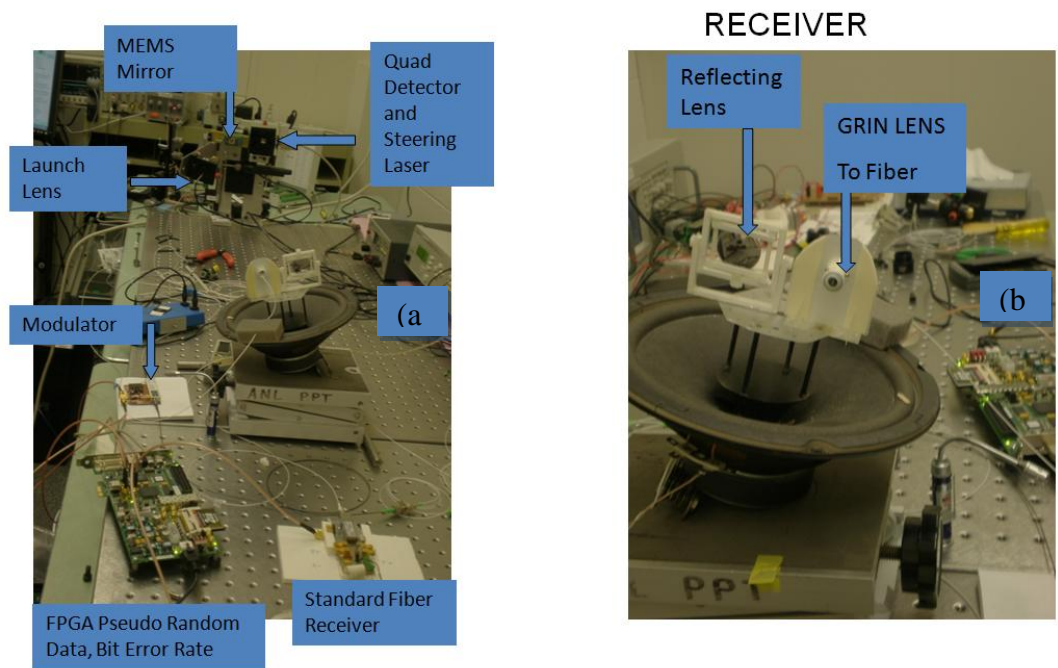 RECEIVER
MEMS
Mirror
Quad
Detector
and
Steering
Laser
Launch
Lens
Modulator
(a
ANL PPT
FPGA Pseudo Random
Data, Bit Error Rate
Standard Fiber
Receiver
Reflecting
Lens
GRIN LENS
To Fiber
(b
PPT